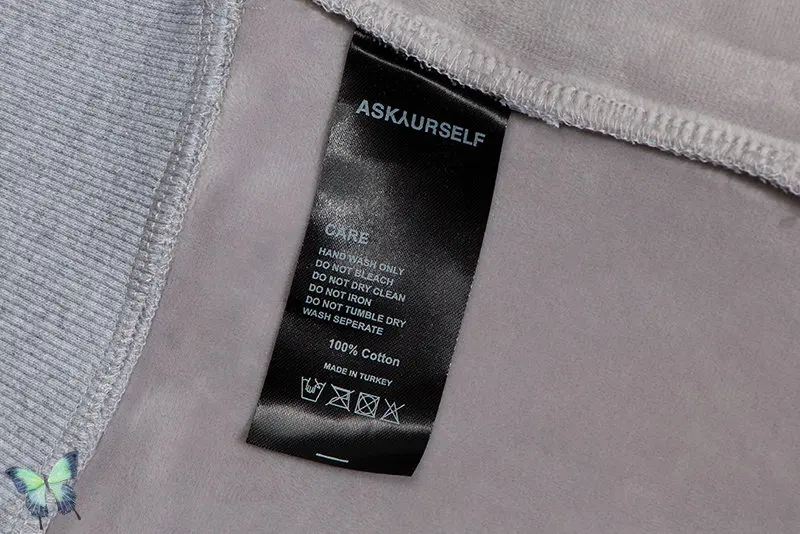 ASKYURSELF
CARE
HAND WASH ONLY
DO NOT BLEACH
DO NOT DRY CLEAN
DO NOT IRON
DO NOT TUMBLE DRY
WASH SEPERATE
100% Cotton
MADE IN TURKEY